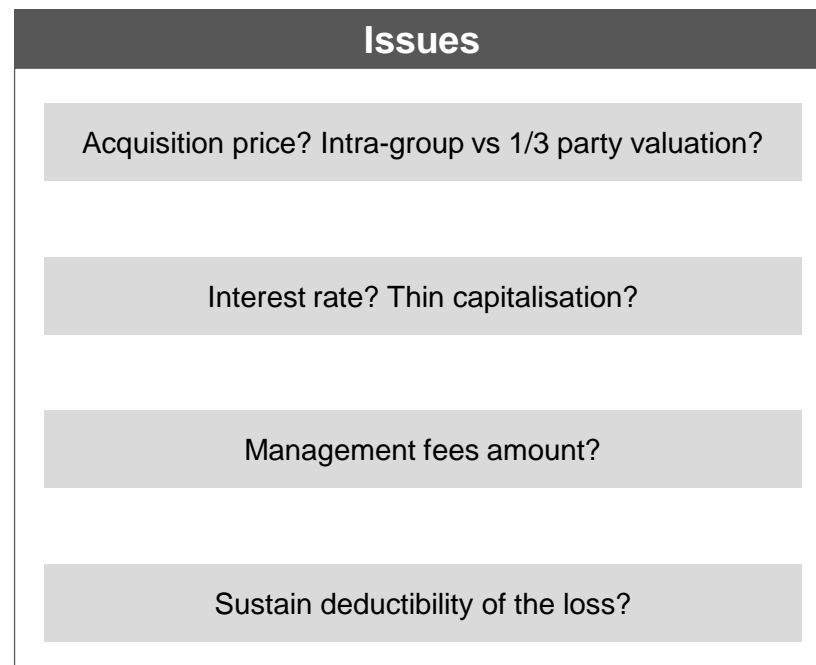 Issues
Acquisition price? Intra-group vs 1/3 party valuation?
Interest rate? Thin capitalisation?
Management fees amount?
Sustain deductibility of the loss?